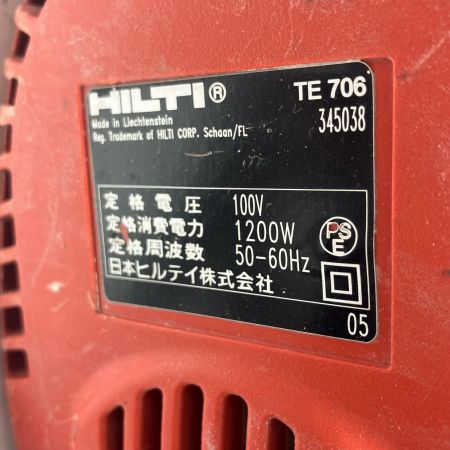 HILTI® TE 706
Made in Liechtenstein 345038
Reg. Trademark of HILTI CORP. Schaan/FL
定格電圧 100V
定格消費電力 1200W
定格周波数 50-60Hz
日本ヒルテイ株式会社
PS
E
05